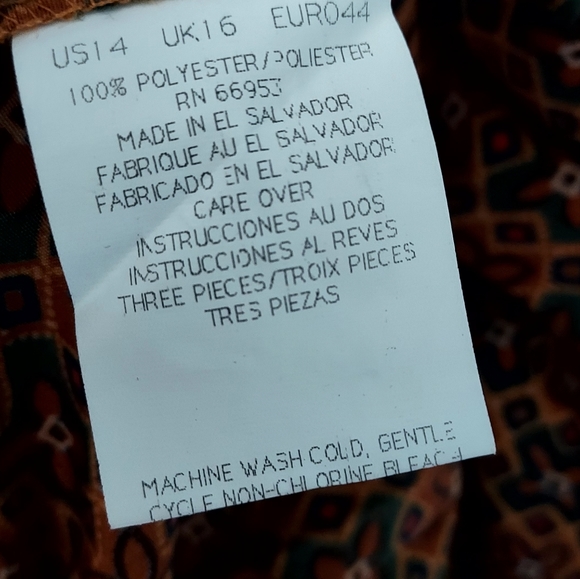 US14 UK16 EURO44
100% POLYESTER/POLIESTER
RN 66953
MADE IN EL SALVADOR
FABRIQUE AU EL SALVADOR
FABRICADO EN EL SALVADOR
CARE OVER
INSTRUCCIONES AU DOS
INSTRUCCIONES AL REVES
THREE PIECES/TROIX PIECES
TRES PIEZAS
MACHINE WASH COLD, GENTLE
CYCLE NON-CHLORINE BLEACH